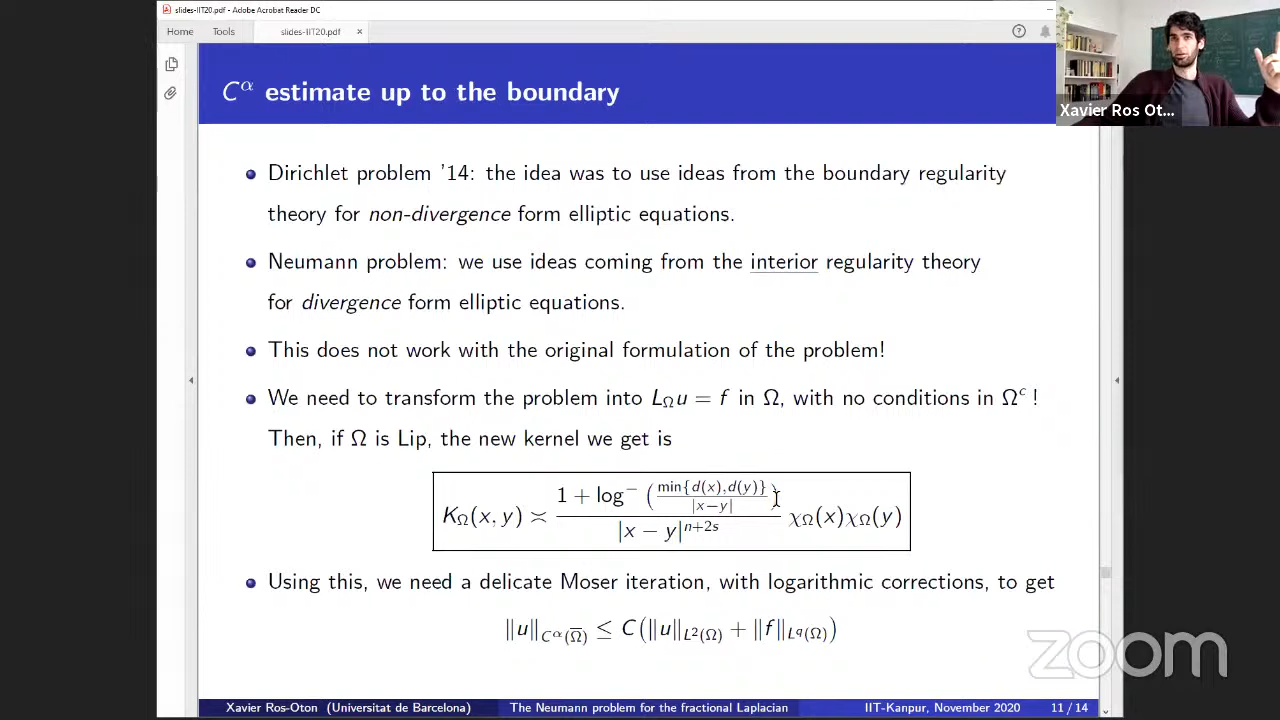 slides-IIT20.pdf - Adobe Acrobat Reader DC
Home Tools slides-IIT20.pdf ×
C^α estimate up to the boundary
Xavier Ros Ot...
Dirichlet problem '14: the idea was to use ideas from the boundary regularity
theory for non-divergence form elliptic equations.
Neumann problem: we use ideas coming from the interior regularity theory
for divergence form elliptic equations.
This does not work with the original formulation of the problem!
We need to transform the problem into L_Ω u = f in Ω, with no conditions in Ω^c !
Then, if Ω is Lip, the new kernel we get is
K_Ω(x, y) ≍ (1 + log⁻ (min{d(x),d(y)} / |x−y|)) / |x − y|^{n+2s} χ_Ω(x)χ_Ω(y)
Using this, we need a delicate Moser iteration, with logarithmic corrections, to get
‖u‖_{C^α(Ω̅)} ≤ C(‖u‖_{L²(Ω)} + ‖f‖_{L^q(Ω)})
zoom
Xavier Ros-Oton (Universitat de Barcelona) The Neumann problem for the fractional Laplacian IIT-Kanpur, November 2020 11 / 14